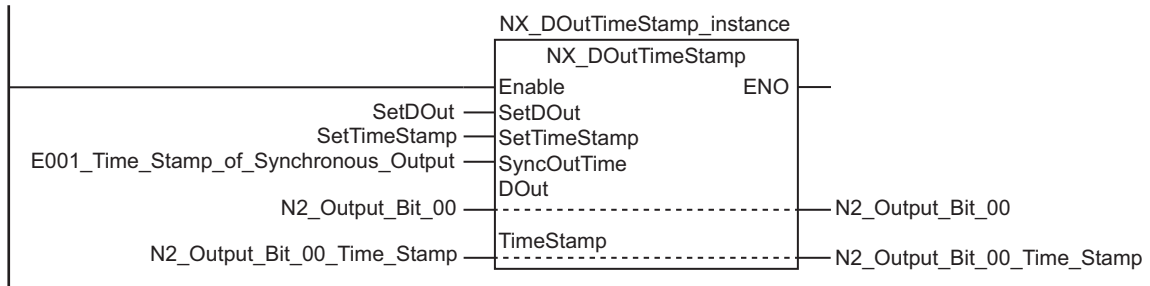 NX_DOutTimeStamp_instance
NX_DOutTimeStamp
Enable ENO
SetDOut SetDOut
SetTimeStamp SetTimeStamp
E001_Time_Stamp_of_Synchronous_Output SyncOutTime
DOut
N2_Output_Bit_00 N2_Output_Bit_00
TimeStamp
N2_Output_Bit_00_Time_Stamp N2_Output_Bit_00_Time_Stamp